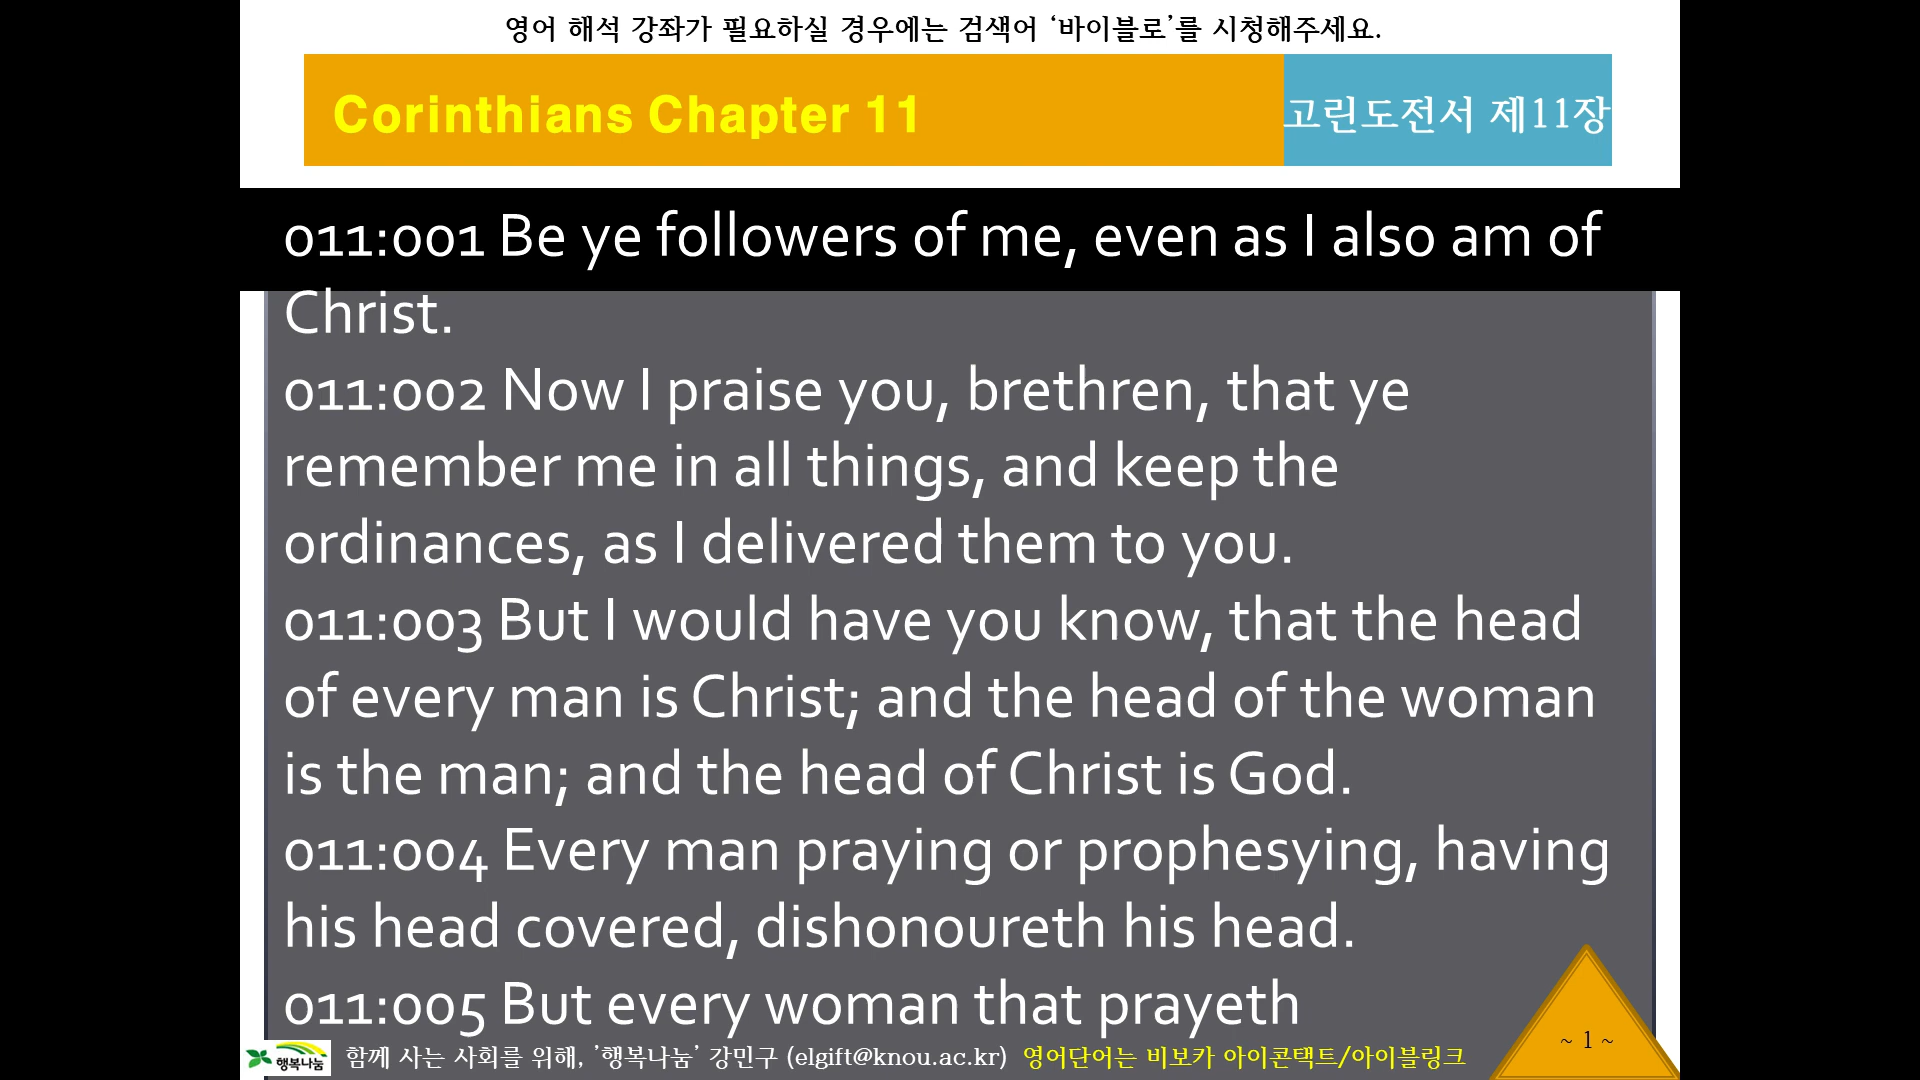 영어 해석 강좌가 필요하실 경우에는 검색어 ‘바이블로’를 시청해주세요.
Corinthians Chapter 11
고린도전서 제11장
011:001 Be ye followers of me, even as I also am of
Christ.
011:002 Now I praise you, brethren, that ye
remember me in all things, and keep the
ordinances, as I delivered them to you.
011:003 But I would have you know, that the head
of every man is Christ; and the head of the woman
is the man; and the head of Christ is God.
011:004 Every man praying or prophesying, having
his head covered, dishonoureth his head.
011:005 But every woman that prayeth
행복나눔 함께 사는 사회를 위해, ’행복나눔’ 강민구 (elgift@knou.ac.kr) 영어단어는 비보카 아이콘택트/아이블링크
~ 1 ~